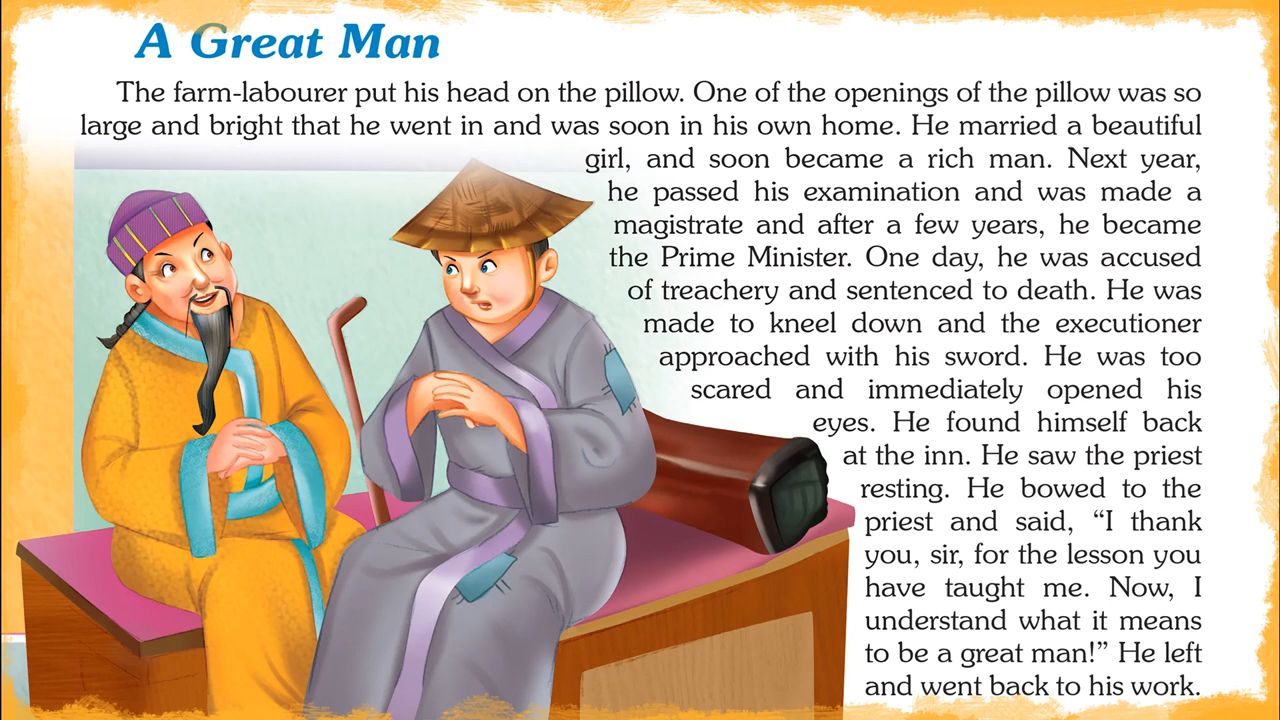 A Great Man
The farm-labourer put his head on the pillow. One of the openings of the pillow was so
large and bright that he went in and was soon in his own home. He married a beautiful
girl, and soon became a rich man. Next year,
he passed his examination and was made a
magistrate and after a few years, he became
the Prime Minister. One day, he was accused
of treachery and sentenced to death. He was
made to kneel down and the executioner
approached with his sword. He was too
scared and immediately opened his
eyes. He found himself back
at the inn. He saw the priest
resting. He bowed to the
priest and said, “I thank
you, sir, for the lesson you
have taught me. Now, I
understand what it means
to be a great man!” He left
and went back to his work.